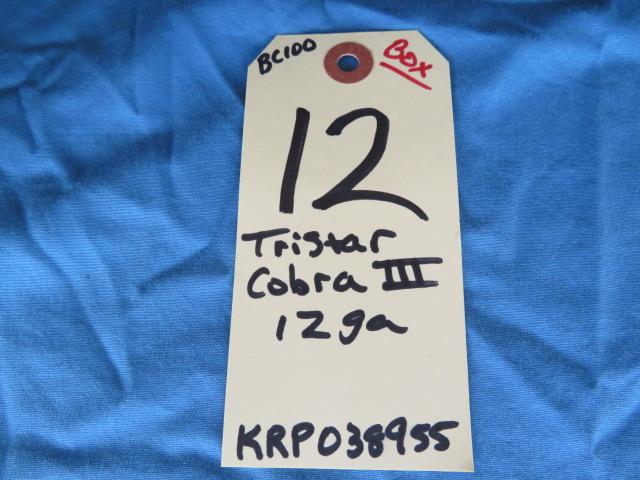 BC100
Box
12
Tristar
Cobra III
12ga
KRP038955